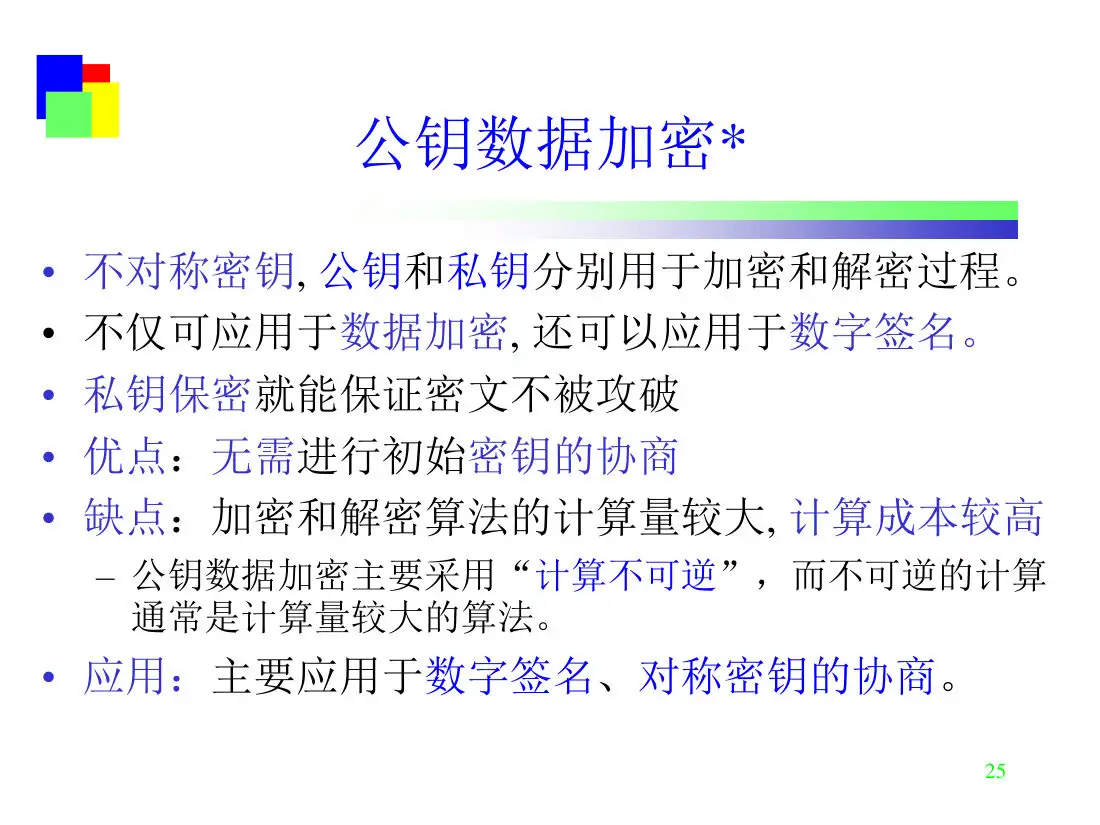 公钥数据加密*
• 不对称密钥, 公钥和私钥分别用于加密和解密过程。
• 不仅可应用于数据加密, 还可以应用于数字签名。
• 私钥保密就能保证密文不被攻破
• 优点：无需进行初始密钥的协商
• 缺点：加密和解密算法的计算量较大, 计算成本较高
– 公钥数据加密主要采用“计算不可逆”，而不可逆的计算
通常是计算量较大的算法。
• 应用：主要应用于数字签名、对称密钥的协商。
25